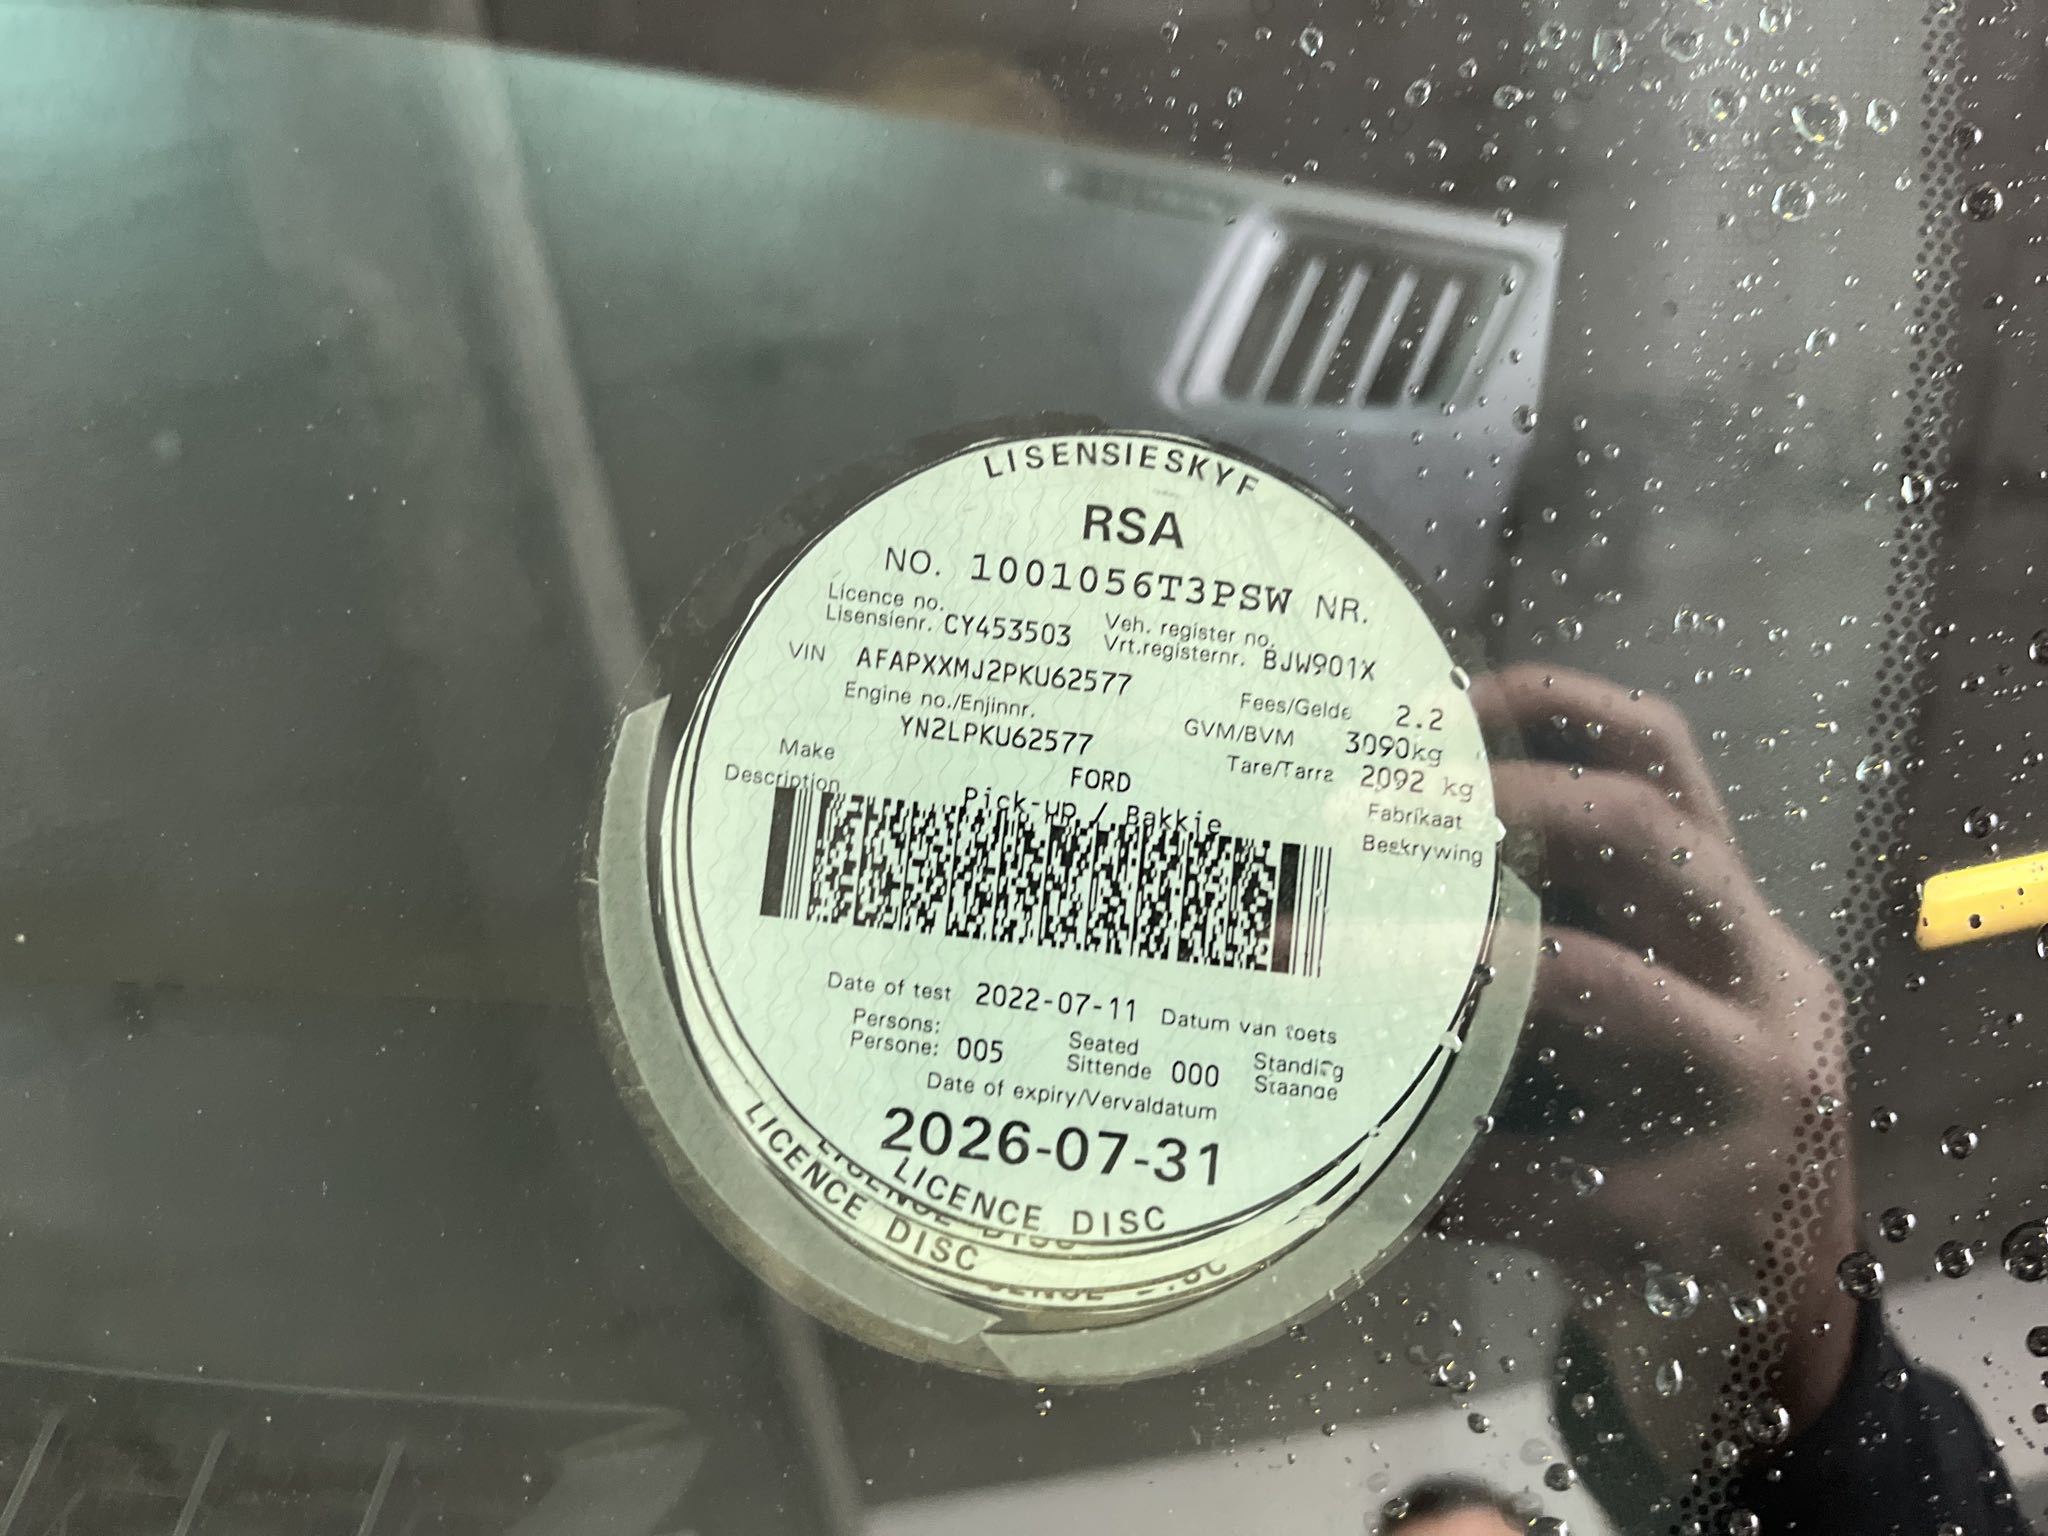 LISENSIESKYF
RSA
NO. 1001056T3PSW NR.
Licence no.
Lisensienr. CY453503
Veh. register no.
Vrt.registernr. BJW901X
VIN AFAPXXMJ2PKU62577
Engine no./Enjinnr.
YN2LPKU62577
Fees/Gelde 2.2
GVM/BVM 3090kg
Tare/Tarra 2092 kg
Make FORD Fabrikaat
Description Pick-up / Bakkie Beskrywing
Date of test 2022-07-11 Datum van toets
Persons:
Persone: 005
Seated
Sittende 000
Standing
Staande
Date of expiry/Vervaldatum
2026-07-31
LICENCE DISC
LICENCE DISC
LICENCE DISC